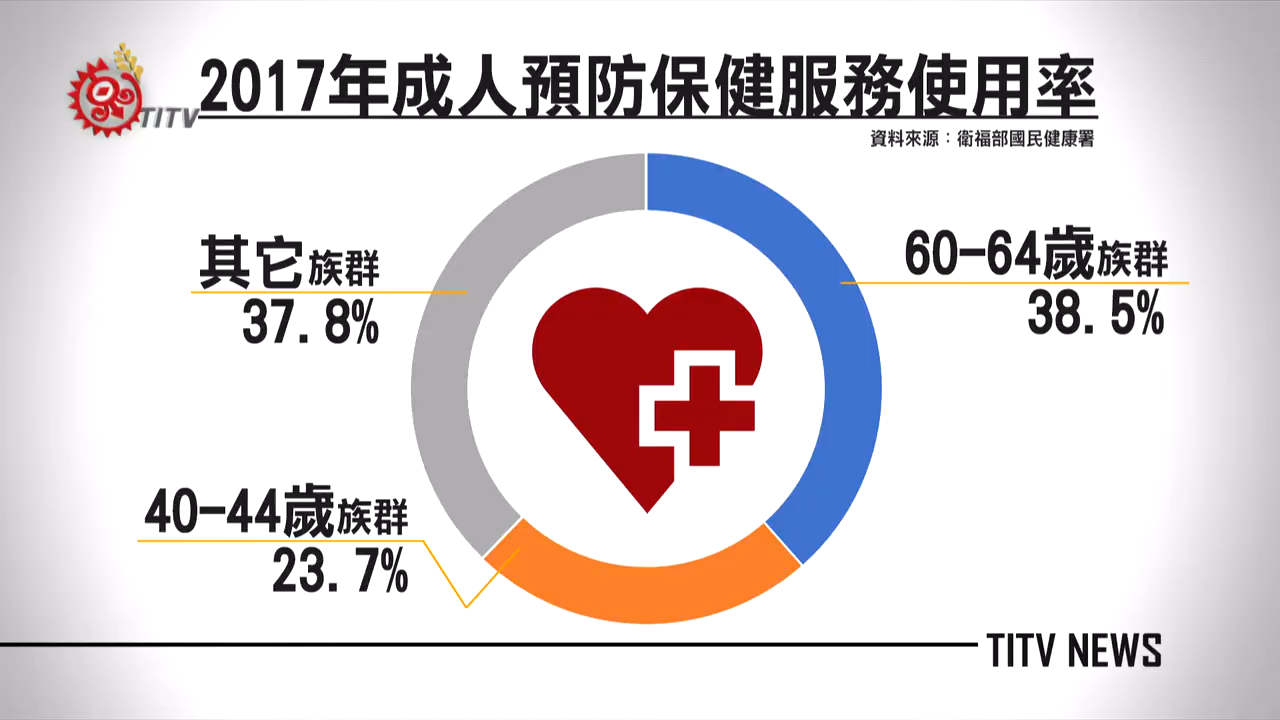 TITV
2017年成人預防保健服務使用率
資料來源：衛福部國民健康署
其它族群
37.8%
60-64歲族群
38.5%
40-44歲族群
23.7%
TITV NEWS